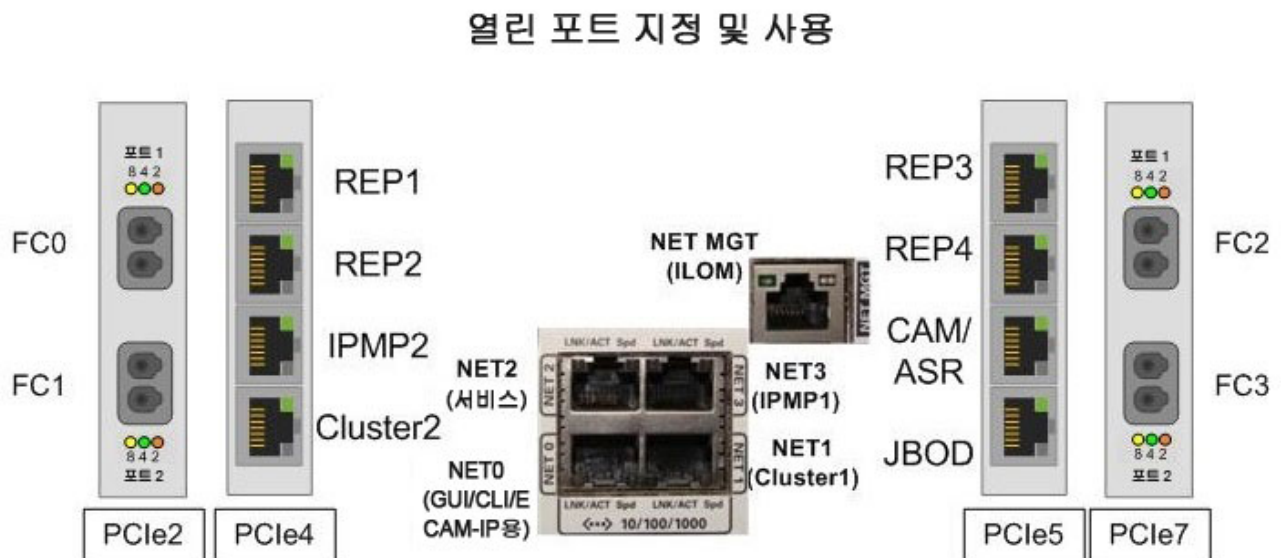 열린 포트 지정 및 사용
포트 1
8 4 2
FC0
FC1
8 4 2
포트 2
PCIe2
REP1
REP2
IPMP2
Cluster2
PCIe4
NET MGT
(ILOM)
NET MGT
LNK/ACT Spd LNK/ACT Spd
NET2
(서비스)
NET 2
NET 3
NET3
(IPMP1)
NET0
(GUI/CLI/E
CAM-IP용)
NET 0
NET 1
NET1
(Cluster1)
LNK/ACT Spd LNK/ACT Spd
<···> 10/100/1000
REP3
REP4
CAM/
ASR
JBOD
PCIe5
포트 1
8 4 2
FC2
FC3
8 4 2
포트 2
PCIe7